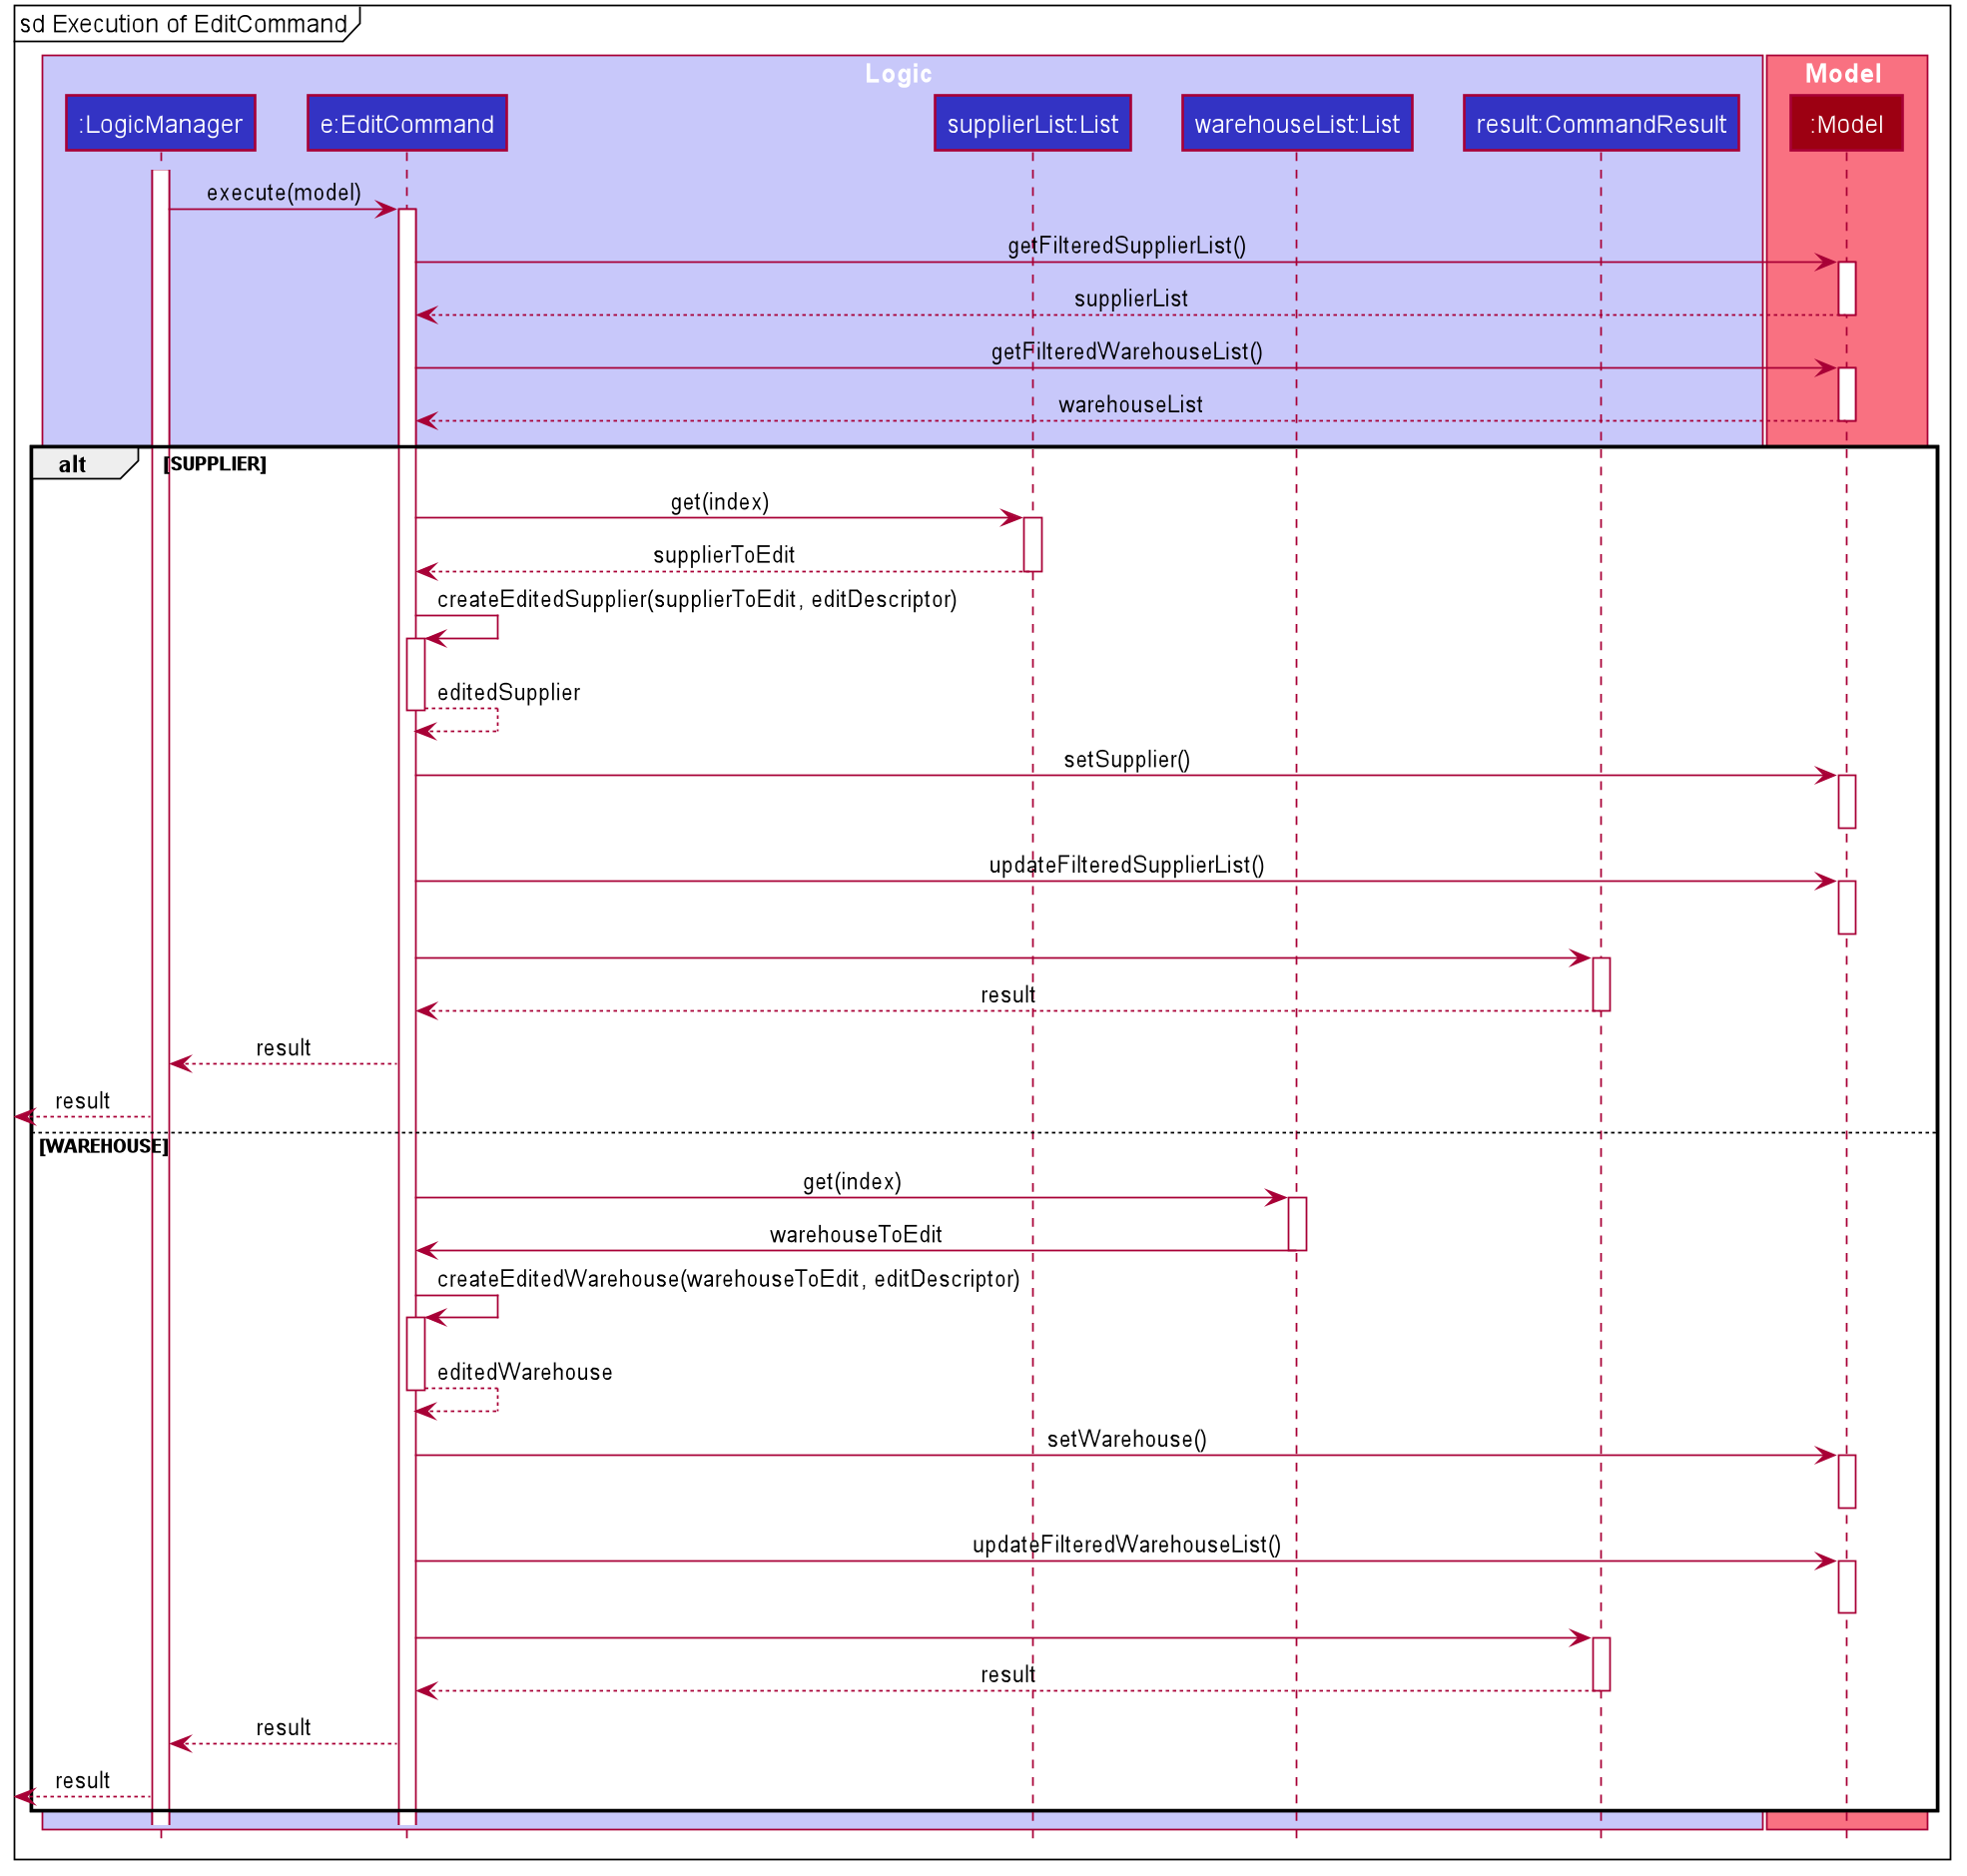 sd Execution of EditCommand
Logic
Model
:LogicManager
e:EditCommand
supplierList:List
warehouseList:List
result:CommandResult
:Model
execute(model)
getFilteredSupplierList()
supplierList
getFilteredWarehouseList()
warehouseList
alt
[SUPPLIER]
get(index)
supplierToEdit
createEditedSupplier(supplierToEdit, editDescriptor)
editedSupplier
setSupplier()
updateFilteredSupplierList()
result
result
result
[WAREHOUSE]
get(index)
warehouseToEdit
createEditedWarehouse(warehouseToEdit, editDescriptor)
editedWarehouse
setWarehouse()
updateFilteredWarehouseList()
result
result
result